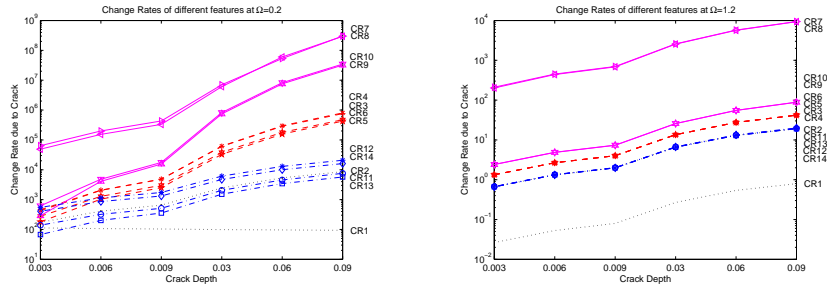 Change Rates of different features at Ω=0.2
Change Rate due to Crack
10^9
10^8
10^7
10^6
10^5
10^4
10^3
10^2
10^1
0.003
0.006
0.009
0.03
0.06
0.09
Crack Depth
CR7
CR8
CR10
CR9
CR4
CR3
CR6
CR5
CR12
CR14
CR2
CR11
CR13
CR1
Change Rates of different features at Ω=1.2
Change Rate due to Crack
10^4
10^3
10^2
10^1
10^0
10^−1
10^−2
0.003
0.006
0.009
0.03
0.06
0.09
Crack Depth
CR7
CR8
CR10
CR9
CR6
CR3
CR4
CR2
CR11
CR12
CR14
CR1